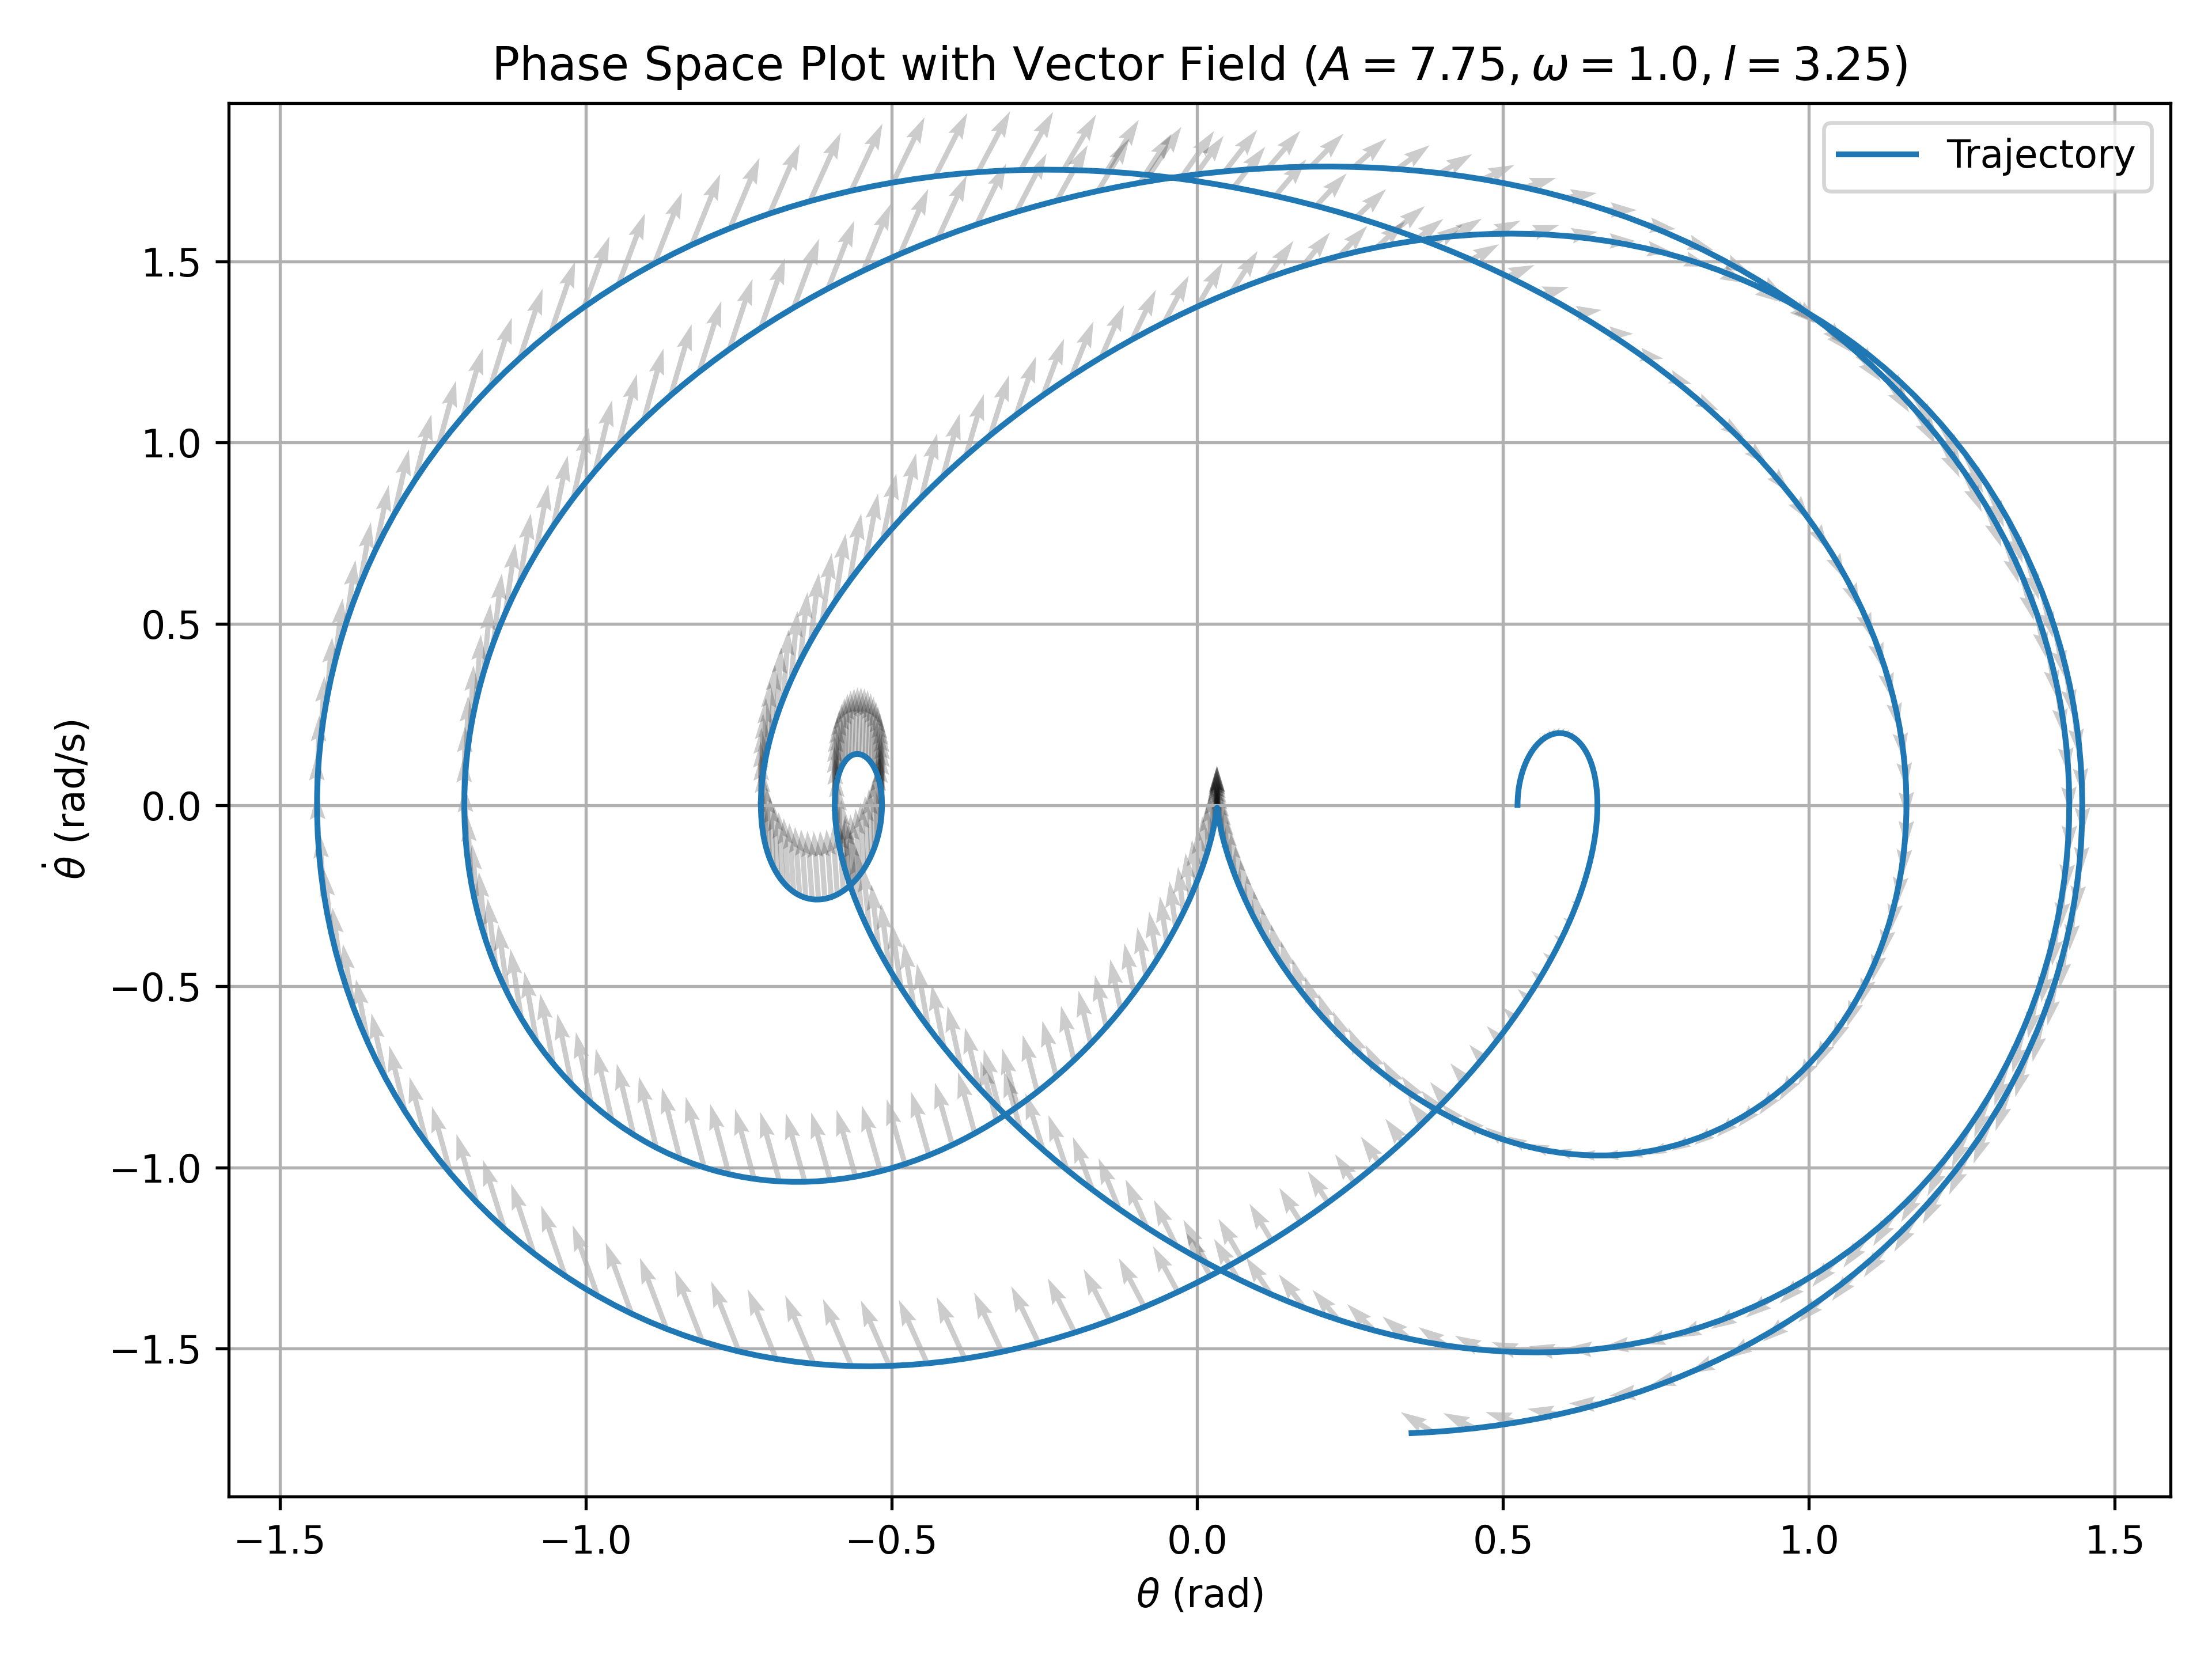 Phase Space Plot with Vector Field (A = 7.75, ω = 1.0, l = 3.25)
Trajectory
1.5
1.0
0.5
0.0
−0.5
−1.0
−1.5
θ̇ (rad/s)
−1.5 −1.0 −0.5 0.0 0.5 1.0 1.5
θ (rad)